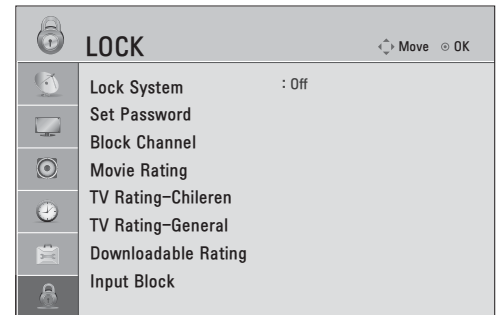 LOCK
Move OK
Lock System : Off
Set Password
Block Channel
Movie Rating
TV Rating-Chileren
TV Rating-General
Downloadable Rating
Input Block